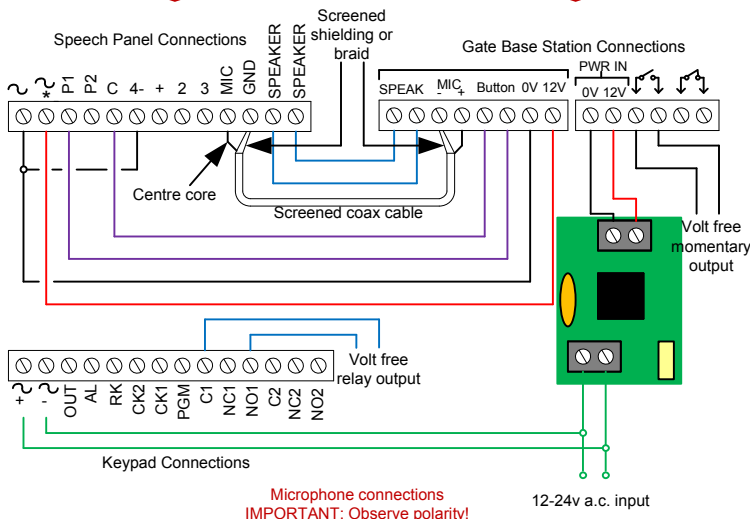 Speech Panel Connections
Screened
shielding or
braid
Gate Base Station Connections
PWR IN
~ ~* P1 P2 C 4- + 2 3 MIC GND SPEAKER SPEAKER
SPEAK MIC - + Button 0V 12V 0V 12V
Centre core
Screened coax cable
Volt free
momentary
output
Volt free
relay output
+ ~ - ~ OUT AL RK CK2 CK1 PGM C1 NC1 NO1 C2 NC2 NO2
Keypad Connections
Microphone connections
IMPORTANT: Observe polarity!
12-24v a.c. input